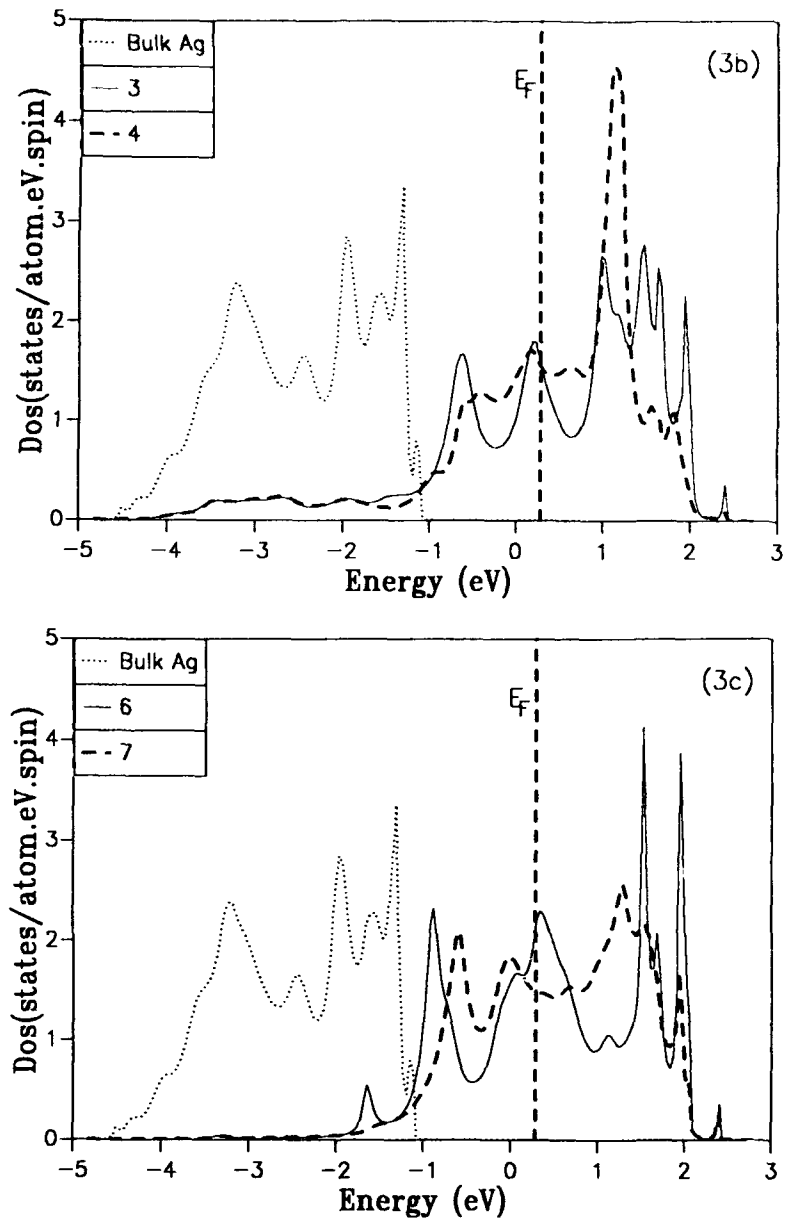 5
4
3
2
1
0
Bulk Ag
3
4
E_F
(3b)
Dos(states/atom.eV.spin)
−5 −4 −3 −2 −1 0 1 2 3
Energy (eV)
5
4
3
2
1
0
Bulk Ag
6
7
E_F
(3c)
Dos(states/atom.eV.spin)
−5 −4 −3 −2 −1 0 1 2 3
Energy (eV)